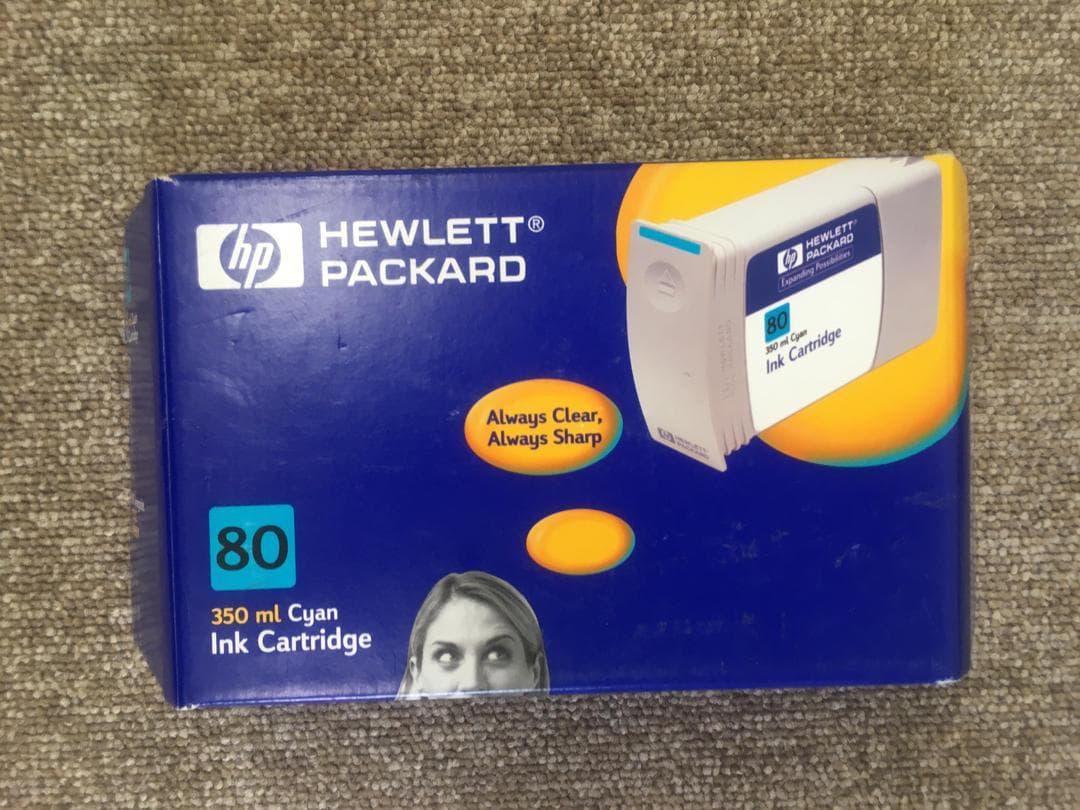 hp HEWLETT®
PACKARD
hp HEWLETT®
PACKARD
Expanding Possibilities
80
350 ml Cyan
Ink Cartridge
Always Clear,
Always Sharp
80
350 ml Cyan
Ink Cartridge